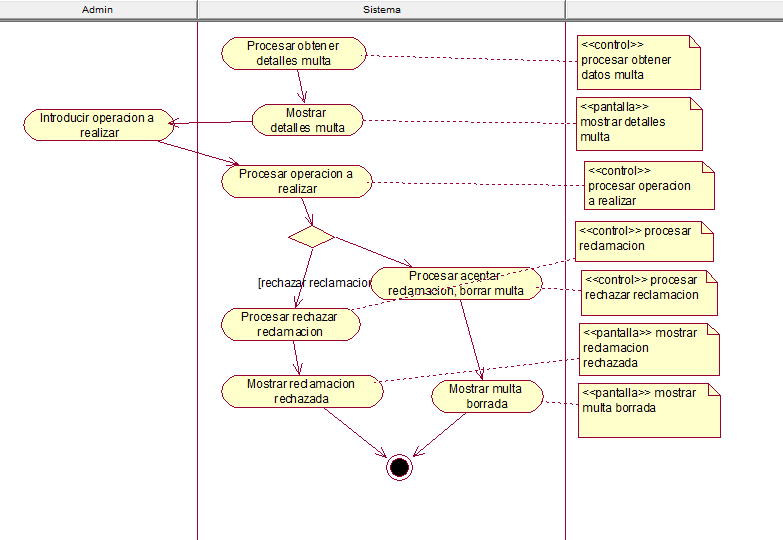 Admin
Sistema
Procesar obtener
detalles multa
<<control>>
procesar obtener
datos multa
Mostrar
detalles multa
<<pantalla>>
mostrar detalles
multa
Introducir operacion a
realizar
Procesar operacion a
realizar
<<control>>
procesar operacion
a realizar
<<control>> procesar
reclamacion
[rechazar reclamacion
Procesar aceptar
reclamacion, borrar multa
<<control>> procesar
rechazar reclamacion
Procesar rechazar
reclamacion
<<pantalla>> mostrar
reclamacion
rechazada
Mostrar reclamacion
rechazada
Mostrar multa
borrada
<<pantalla>> mostrar
multa borrada